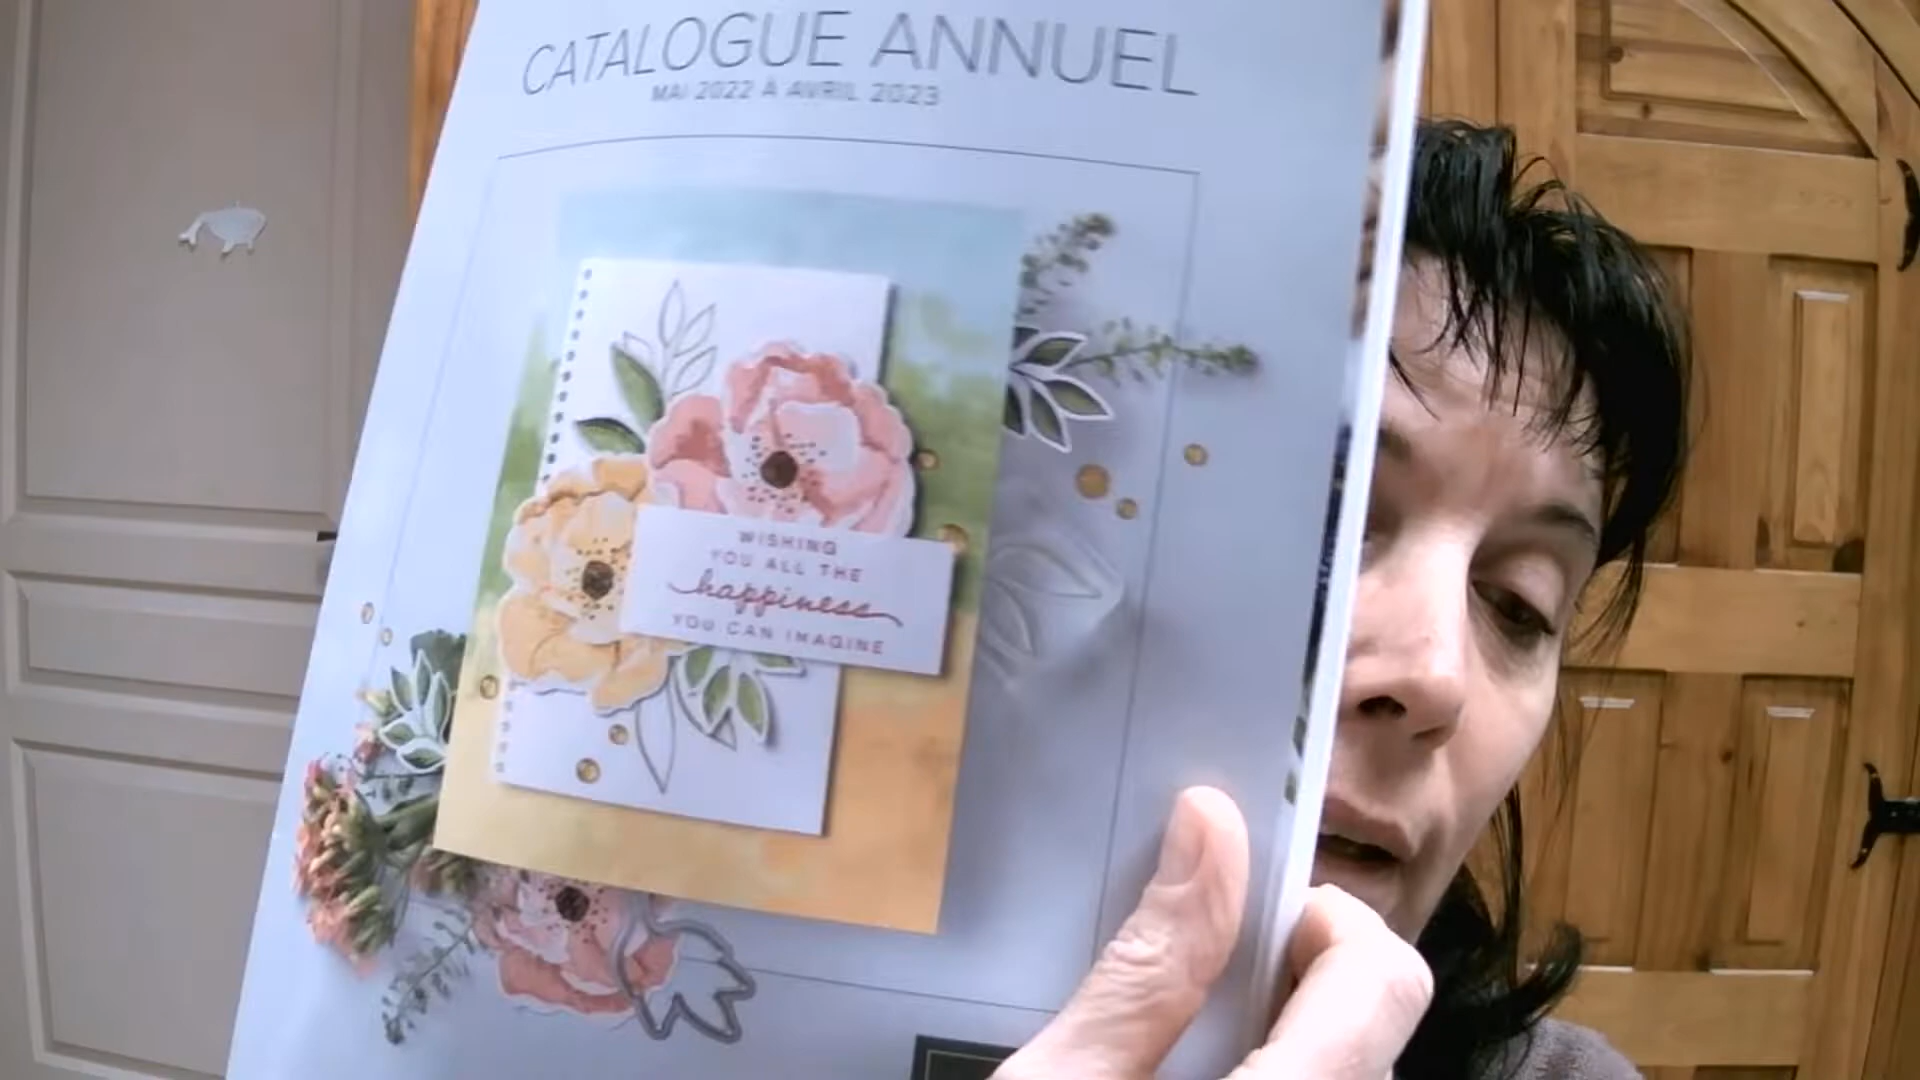 CATALOGUE ANNUEL
MAI 2022 À AVRIL 2023
WISHING
YOU ALL THE
happiness
YOU CAN IMAGINE